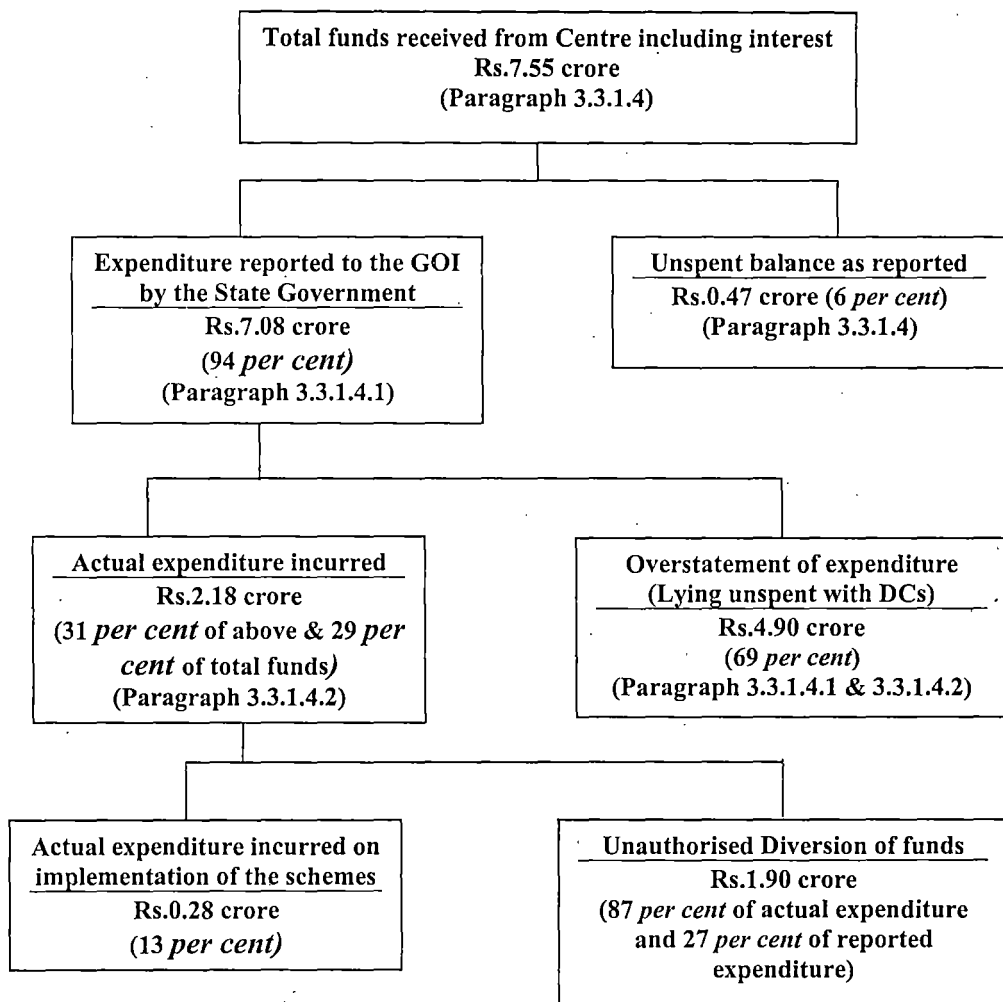 Total funds received from Centre including interest
Rs.7.55 crore
(Paragraph 3.3.1.4)
Expenditure reported to the GOI
by the State Government
Rs.7.08 crore
(94 per cent)
(Paragraph 3.3.1.4.1)
Unspent balance as reported
Rs.0.47 crore (6 per cent)
(Paragraph 3.3.1.4)
Actual expenditure incurred
Rs.2.18 crore
(31 per cent of above & 29 per
cent of total funds)
(Paragraph 3.3.1.4.2)
Overstatement of expenditure
(Lying unspent with DCs)
Rs.4.90 crore
(69 per cent)
(Paragraph 3.3.1.4.1 & 3.3.1.4.2)
Actual expenditure incurred on
implementation of the schemes
Rs.0.28 crore
(13 per cent)
Unauthorised Diversion of funds
Rs.1.90 crore
(87 per cent of actual expenditure
and 27 per cent of reported
expenditure)